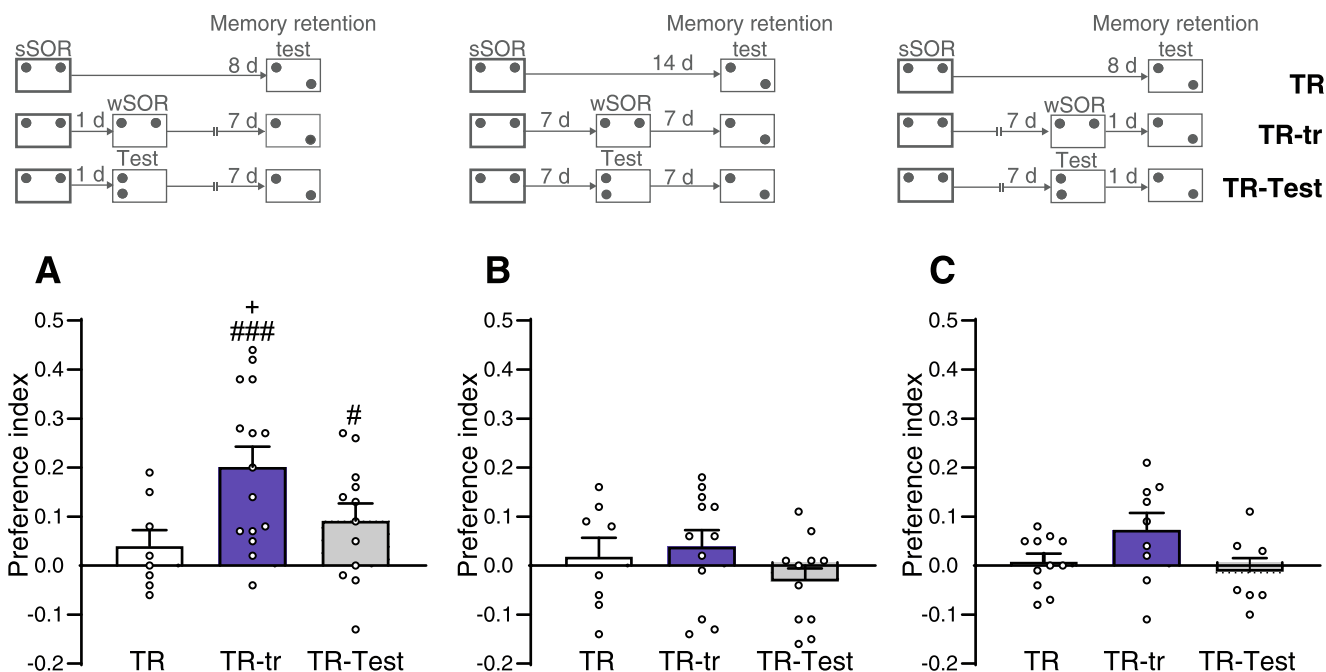 Memory retention
test
sSOR
8 d
wSOR
1 d
7 d
Test
1 d
7 d
Memory retention
test
sSOR
14 d
wSOR
7 d
7 d
Test
7 d
7 d
Memory retention
test
sSOR
8 d
TR
wSOR
7 d
1 d
TR-tr
Test
7 d
1 d
TR-Test
A
+
###
#
Preference index
0.5
0.4
0.3
0.2
0.1
0.0
-0.1
-0.2
TR
TR-tr
TR-Test
B
Preference index
0.5
0.4
0.3
0.2
0.1
0.0
-0.1
-0.2
TR
TR-tr
TR-Test
C
Preference index
0.5
0.4
0.3
0.2
0.1
0.0
-0.1
-0.2
TR
TR-tr
TR-Test